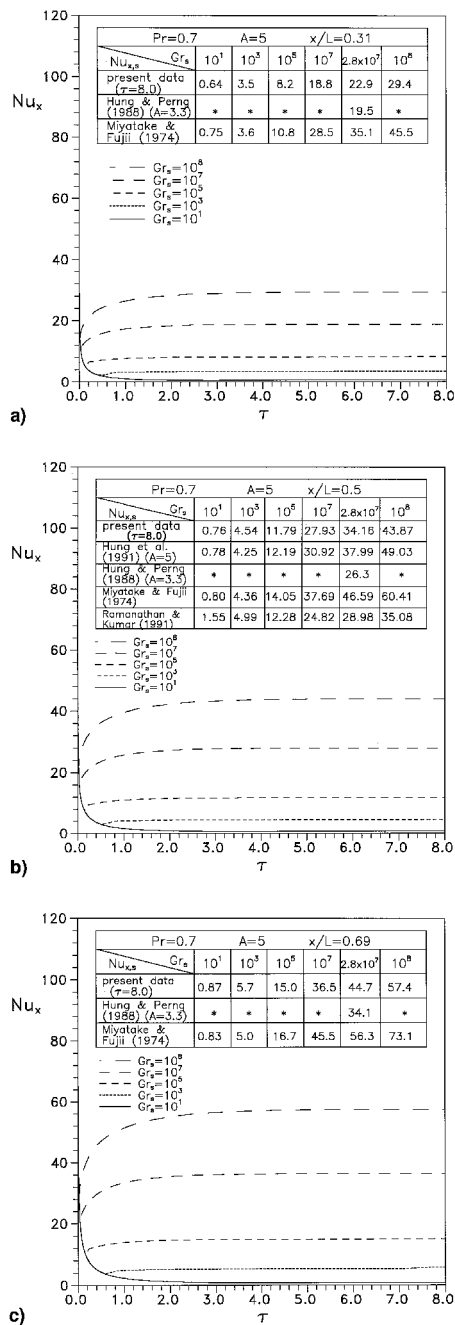 Pr=0.7 A=5 x/L=0.31
Nu_x,s Gr_s 10^1 10^3 10^5 10^7 2.8x10^7 10^8
present data (τ=8.0) 0.64 3.5 8.2 18.8 22.9 29.4
Hung & Perng (1988) (A=3.3) * * * * 19.5 *
Miyatake & Fujii (1974) 0.75 3.6 10.8 28.5 35.1 45.5
Gr_s=10^8
Gr_s=10^7
Gr_s=10^5
Gr_s=10^3
Gr_s=10^1
120
100
80
60
40
20
0
Nu_x
0.0 1.0 2.0 3.0 4.0 5.0 6.0 7.0 8.0
τ
a)
Pr=0.7 A=5 x/L=0.5
Nu_x,s Gr_s 10^1 10^3 10^5 10^7 2.8x10^7 10^8
present data (τ=8.0) 0.76 4.54 11.79 27.93 34.16 43.87
Hung et al. (1991) (A=5) 0.78 4.25 12.19 30.92 37.99 49.03
Hung & Perng (1988) (A=3.3) * * * * 26.3 *
Miyatake & Fujii (1974) 0.80 4.36 14.05 37.69 46.59 60.41
Ramanathan & Kumar (1991) 1.55 4.99 12.28 24.82 28.98 35.08
Gr_s=10^8
Gr_s=10^7
Gr_s=10^5
Gr_s=10^3
Gr_s=10^1
120
100
80
60
40
20
0
Nu_x
0.0 1.0 2.0 3.0 4.0 5.0 6.0 7.0 8.0
τ
b)
Pr=0.7 A=5 x/L=0.69
Nu_x,s Gr_s 10^1 10^3 10^5 10^7 2.8x10^7 10^8
present data (τ=8.0) 0.87 5.7 15.0 36.5 44.7 57.4
Hung & Perng (1988) (A=3.3) * * * * 34.1 *
Miyatake & Fujii (1974) 0.83 5.0 16.7 45.5 56.3 73.1
Gr_s=10^8
Gr_s=10^7
Gr_s=10^5
Gr_s=10^3
Gr_s=10^1
120
100
80
60
40
20
0
Nu_x
0.0 1.0 2.0 3.0 4.0 5.0 6.0 7.0 8.0
τ
c)